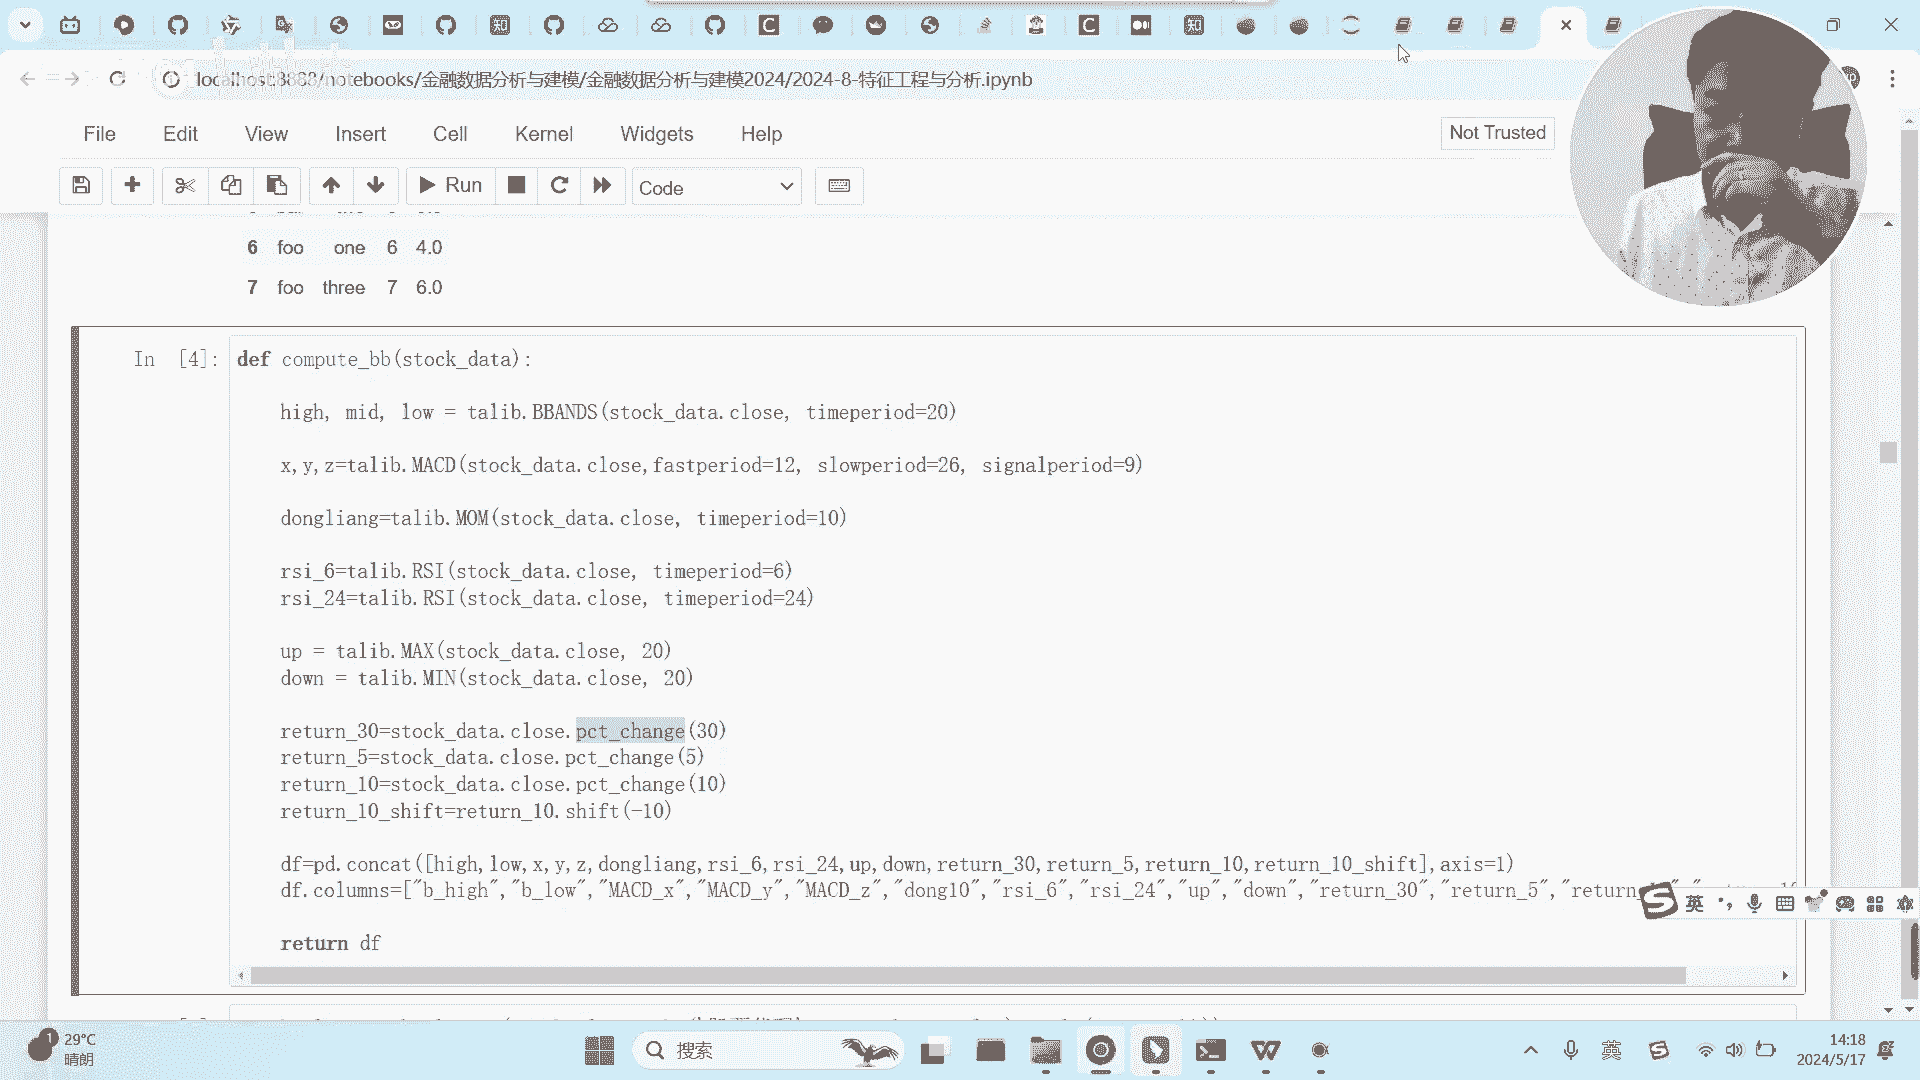 localhost:8888/notebooks/金融数据分析与建模/金融数据分析与建模2024/2024-8-特征工程与分析.ipynb
File Edit View Insert Cell Kernel Widgets Help
Not Trusted
Run
Code
6 foo one 6 4.0
7 foo three 7 6.0
In [4]:
def compute_bb(stock_data):
high, mid, low = talib.BBANDS(stock_data.close, timeperiod=20)
x,y,z=talib.MACD(stock_data.close,fastperiod=12, slowperiod=26, signalperiod=9)
dongliang=talib.MOM(stock_data.close, timeperiod=10)
rsi_6=talib.RSI(stock_data.close, timeperiod=6)
rsi_24=talib.RSI(stock_data.close, timeperiod=24)
up = talib.MAX(stock_data.close, 20)
down = talib.MIN(stock_data.close, 20)
return_30=stock_data.close.pct_change(30)
return_5=stock_data.close.pct_change(5)
return_10=stock_data.close.pct_change(10)
return_10_shift=return_10.shift(-10)
df=pd.concat([high,low,x,y,z,dongliang,rsi_6,rsi_24,up,down,return_30,return_5,return_10,return_10_shift],axis=1)
df.columns=["b_high","b_low","MACD_x","MACD_y","MACD_z","dong10","rsi_6","rsi_24","up","down","return_30","return_5","return_
return df
英
29°C
晴朗
搜索
英
14:18
2024/5/17